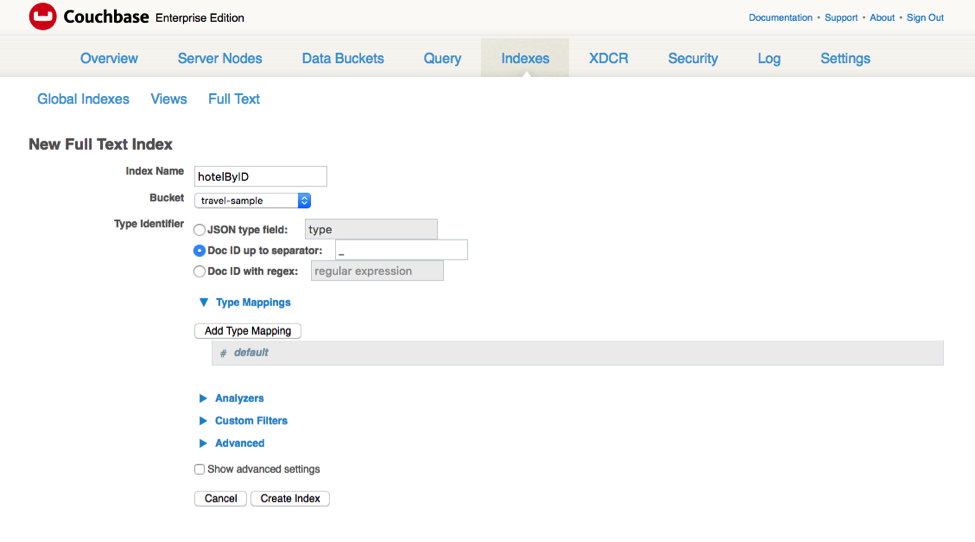 Couchbase Enterprise Edition
Documentation • Support • About • Sign Out
Overview Server Nodes Data Buckets Query Indexes XDCR Security Log Settings
Global Indexes Views Full Text
New Full Text Index
Index Name hotelByID
Bucket travel-sample
Type Identifier JSON type field: type
Doc ID up to separator: _
Doc ID with regex: regular expression
Type Mappings
Add Type Mapping
# default
Analyzers
Custom Filters
Advanced
Show advanced settings
Cancel Create Index